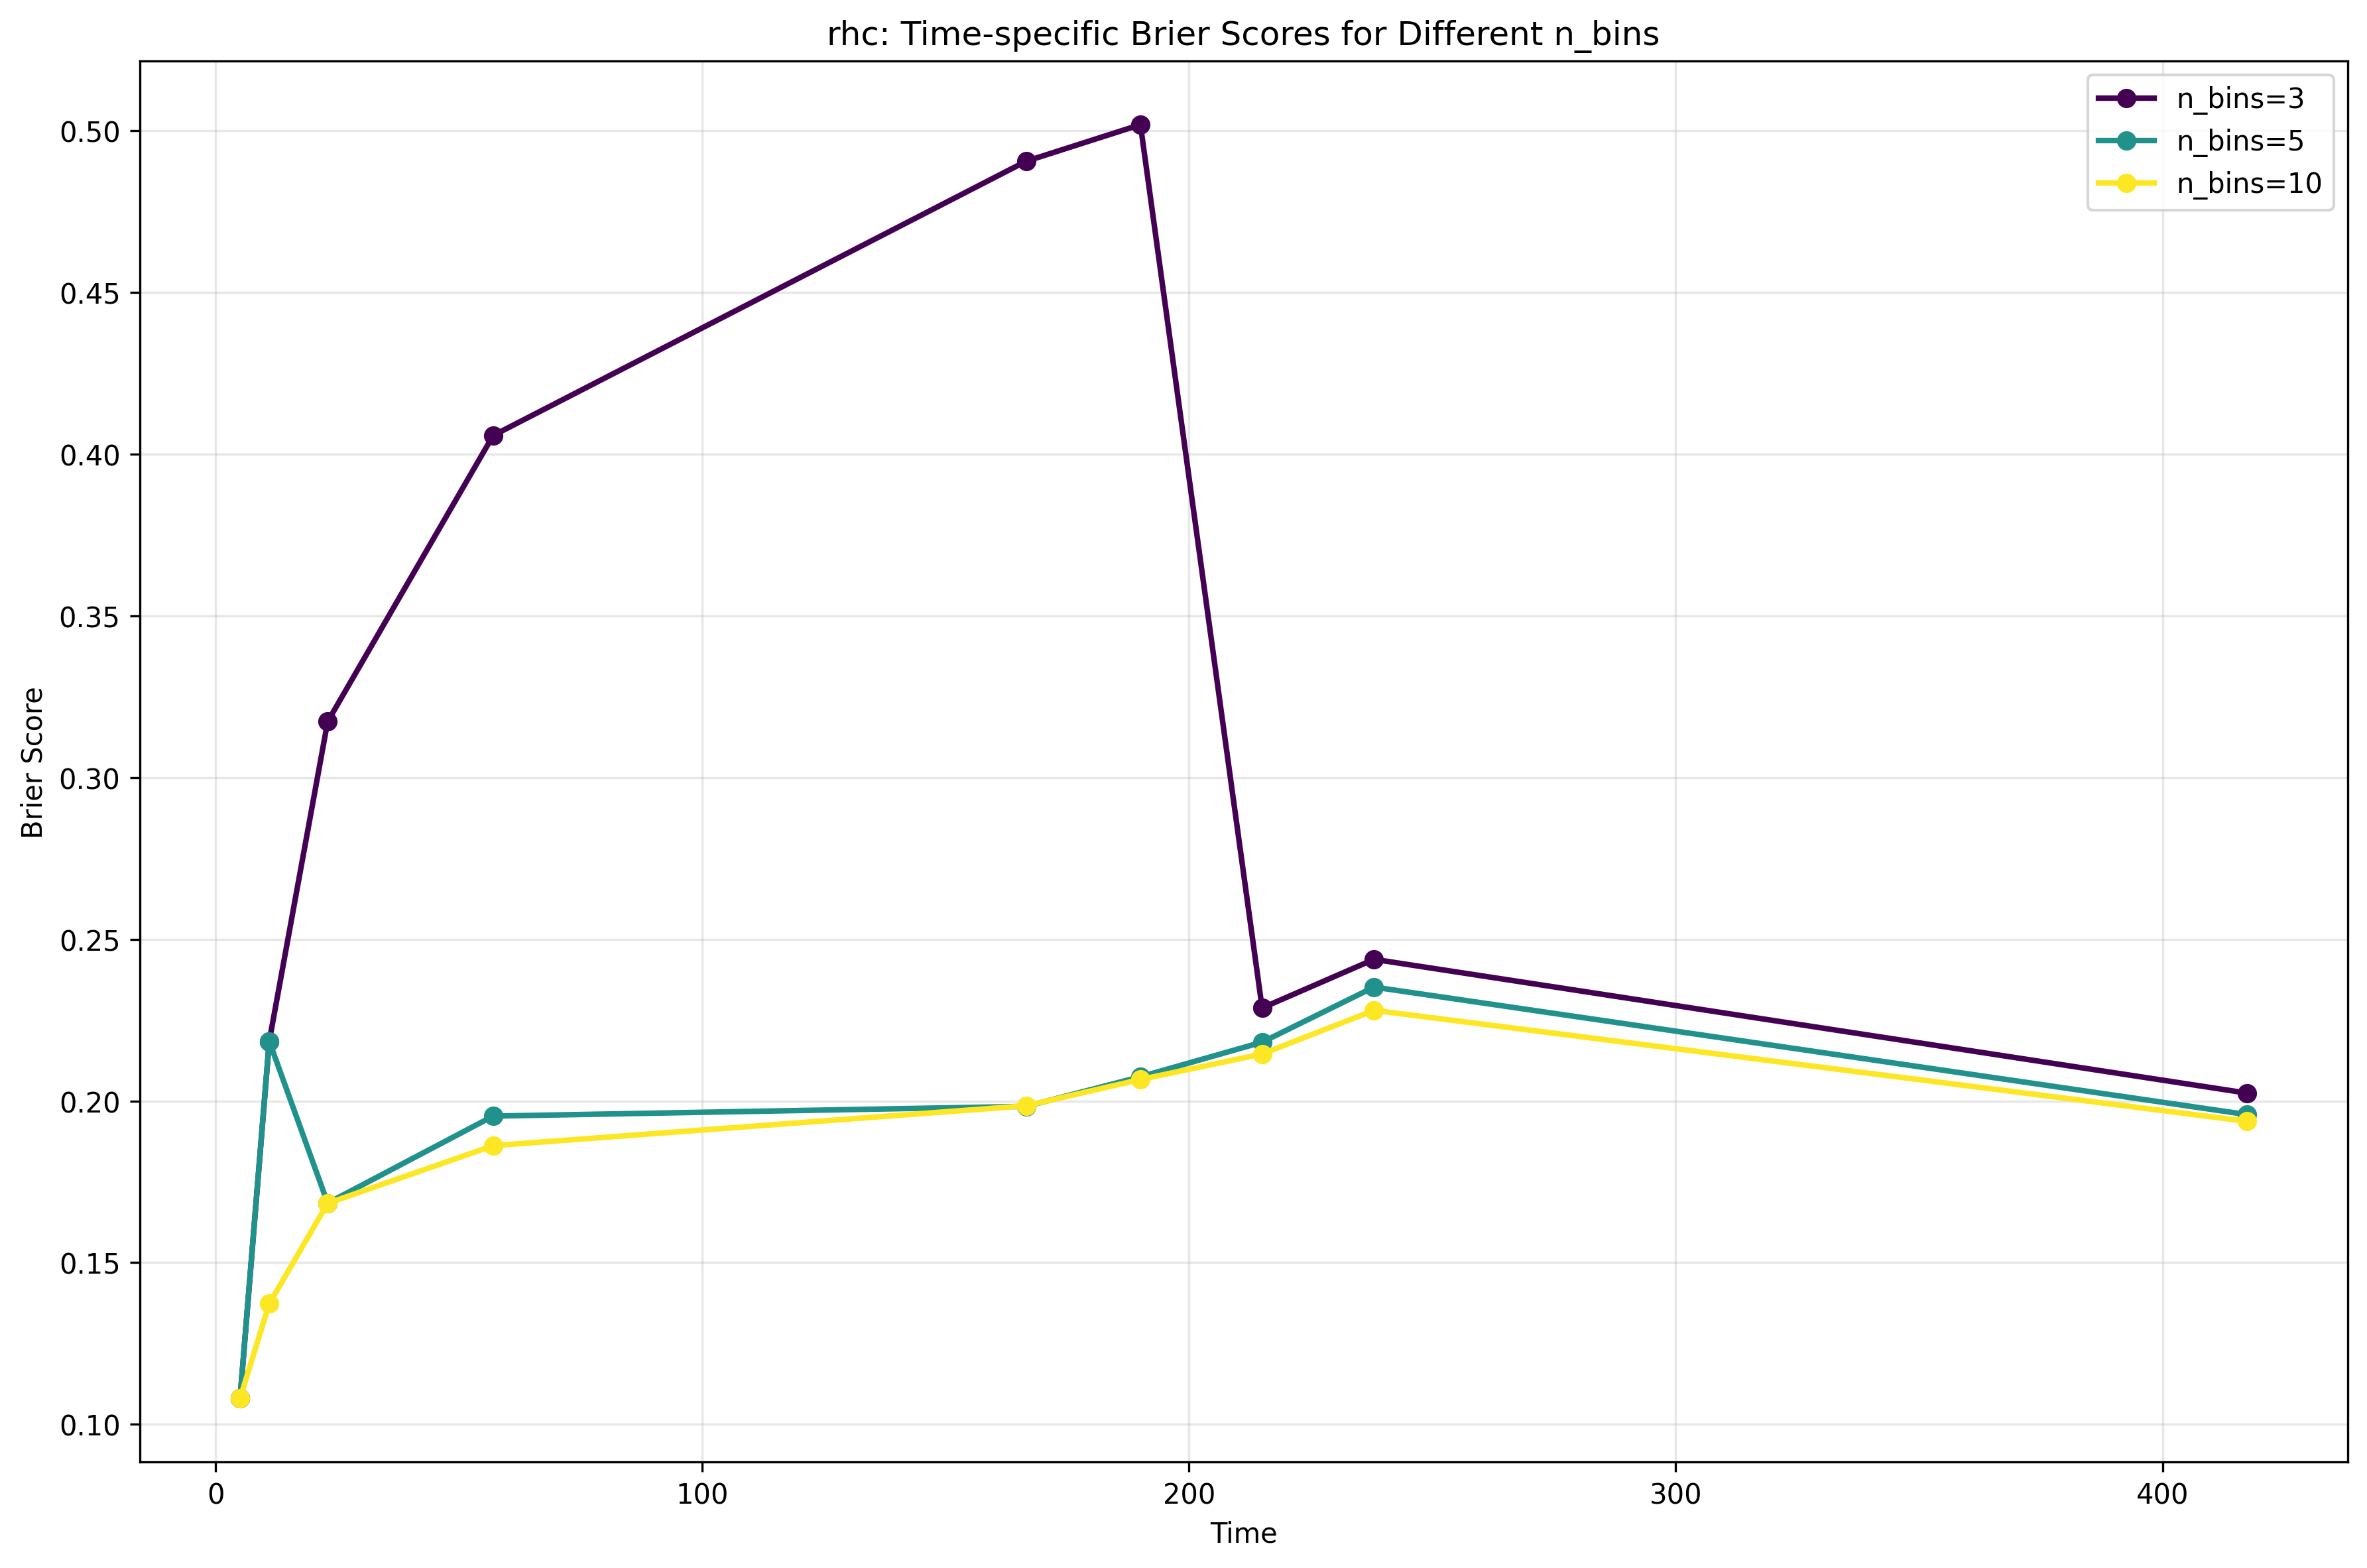 rhc: Time-specific Brier Scores for Different n_bins
n_bins=3
n_bins=5
n_bins=10
Brier Score
0.50
0.45
0.40
0.35
0.30
0.25
0.20
0.15
0.10
0
100
200
300
400
Time